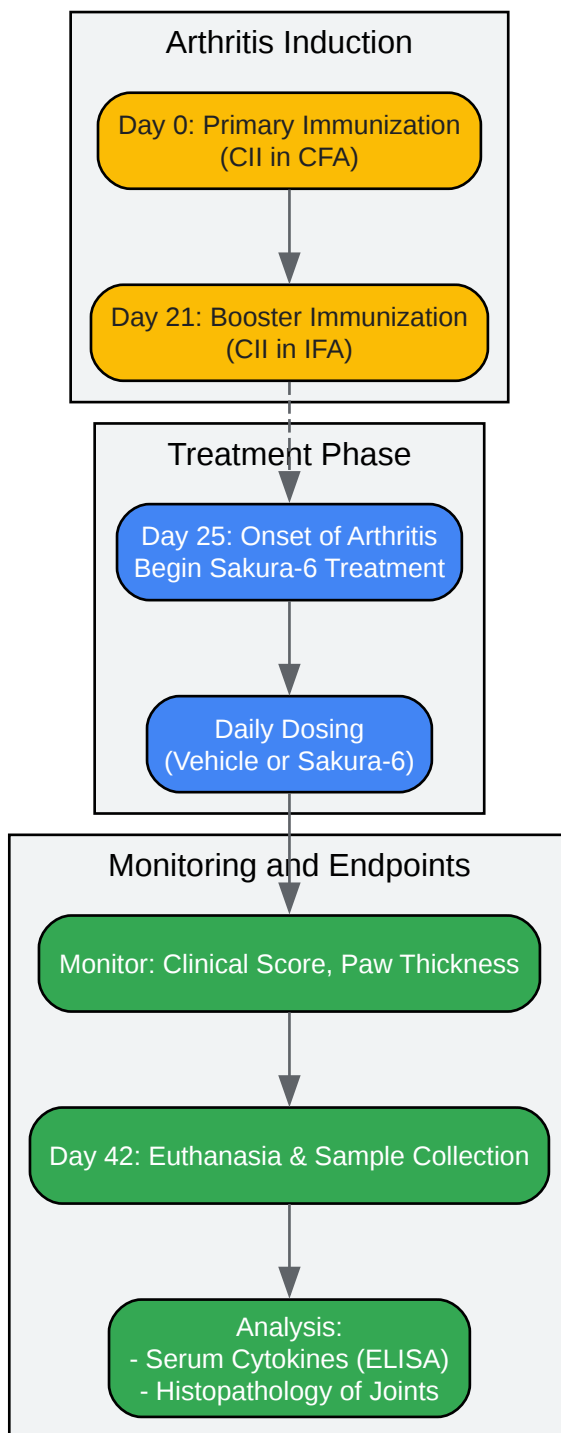 Arthritis Induction
Day 0: Primary Immunization
(CII in CFA)
Day 21: Booster Immunization
(CII in IFA)
Treatment Phase
Day 25: Onset of Arthritis
Begin Sakura-6 Treatment
Daily Dosing
(Vehicle or Sakura-6)
Monitoring and Endpoints
Monitor: Clinical Score, Paw Thickness
Day 42: Euthanasia & Sample Collection
Analysis:
- Serum Cytokines (ELISA)
- Histopathology of Joints